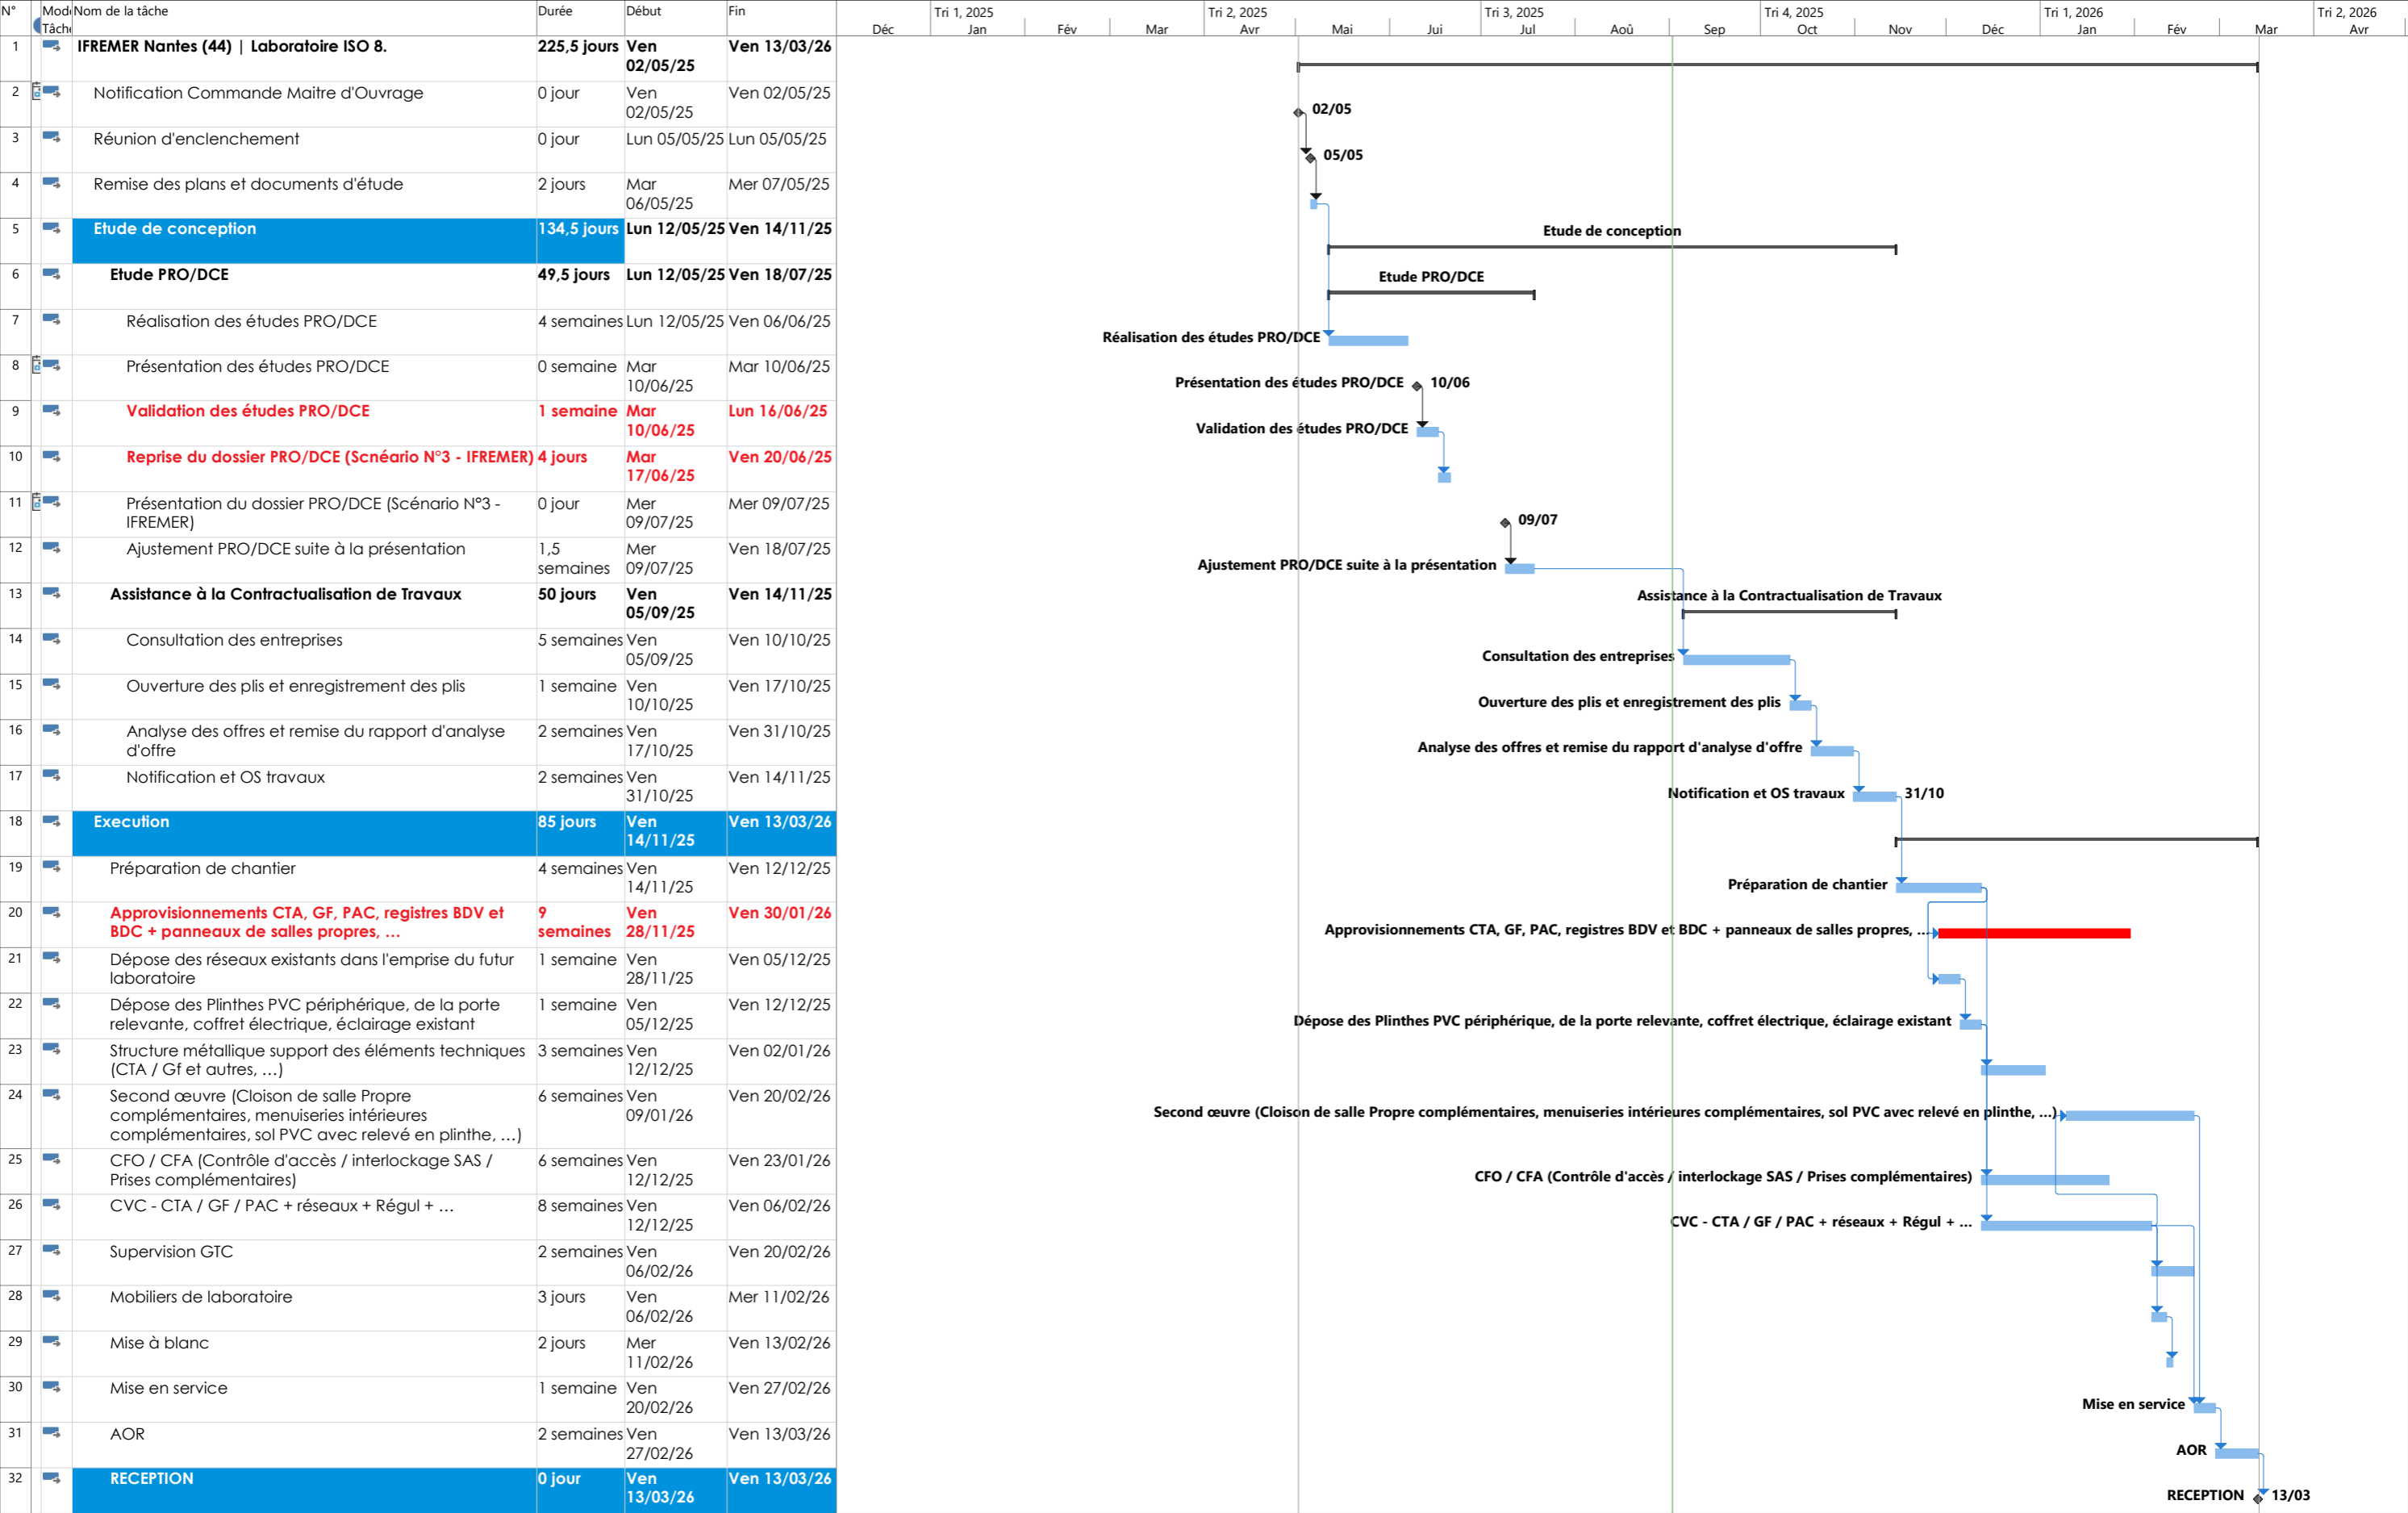 N° Mode Tâche Nom de la tâche Durée Début Fin
Tri 1, 2025 Tri 2, 2025 Tri 3, 2025 Tri 4, 2025 Tri 1, 2026 Tri 2, 2026
Déc Jan Fév Mar Avr Mai Jui Jul Aoû Sep Oct Nov Déc Jan Fév Mar Avr
1 IFREMER Nantes (44) | Laboratoire ISO 8. 225,5 jours Ven 02/05/25 Ven 13/03/26
2 Notification Commande Maitre d'Ouvrage 0 jour Ven 02/05/25 Ven 02/05/25
02/05
3 Réunion d'enclenchement 0 jour Lun 05/05/25 Lun 05/05/25
05/05
4 Remise des plans et documents d'étude 2 jours Mar 06/05/25 Mer 07/05/25
5 Etude de conception 134,5 jours Lun 12/05/25 Ven 14/11/25
Etude de conception
6 Etude PRO/DCE 49,5 jours Lun 12/05/25 Ven 18/07/25
Etude PRO/DCE
7 Réalisation des études PRO/DCE 4 semaines Lun 12/05/25 Ven 06/06/25
Réalisation des études PRO/DCE
8 Présentation des études PRO/DCE 0 semaine Mar 10/06/25 Mar 10/06/25
Présentation des études PRO/DCE 10/06
9 Validation des études PRO/DCE 1 semaine Mar 10/06/25 Lun 16/06/25
Validation des études PRO/DCE
10 Reprise du dossier PRO/DCE (Scnéario N°3 - IFREMER) 4 jours Mar 17/06/25 Ven 20/06/25
11 Présentation du dossier PRO/DCE (Scénario N°3 - IFREMER) 0 jour Mer 09/07/25 Mer 09/07/25
09/07
12 Ajustement PRO/DCE suite à la présentation 1,5 semaines Mer 09/07/25 Ven 18/07/25
Ajustement PRO/DCE suite à la présentation
13 Assistance à la Contractualisation de Travaux 50 jours Ven 05/09/25 Ven 14/11/25
Assistance à la Contractualisation de Travaux
14 Consultation des entreprises 5 semaines Ven 05/09/25 Ven 10/10/25
Consultation des entreprises
15 Ouverture des plis et enregistrement des plis 1 semaine Ven 10/10/25 Ven 17/10/25
Ouverture des plis et enregistrement des plis
16 Analyse des offres et remise du rapport d'analyse d'offre 2 semaines Ven 17/10/25 Ven 31/10/25
Analyse des offres et remise du rapport d'analyse d'offre
17 Notification et OS travaux 2 semaines Ven 31/10/25 Ven 14/11/25
Notification et OS travaux 31/10
18 Execution 85 jours Ven 14/11/25 Ven 13/03/26
19 Préparation de chantier 4 semaines Ven 14/11/25 Ven 12/12/25
Préparation de chantier
20 Approvisionnements CTA, GF, PAC, registres BDV et BDC + panneaux de salles propres, ... 9 semaines Ven 28/11/25 Ven 30/01/26
Approvisionnements CTA, GF, PAC, registres BDV et BDC + panneaux de salles propres, ...
21 Dépose des réseaux existants dans l'emprise du futur laboratoire 1 semaine Ven 28/11/25 Ven 05/12/25
22 Dépose des Plinthes PVC périphérique, de la porte relevante, coffret électrique, éclairage existant 1 semaine Ven 05/12/25 Ven 12/12/25
Dépose des Plinthes PVC périphérique, de la porte relevante, coffret électrique, éclairage existant
23 Structure métallique support des éléments techniques (CTA / Gf et autres, ...) 3 semaines Ven 12/12/25 Ven 02/01/26
24 Second œuvre (Cloison de salle Propre complémentaires, menuiseries intérieures complémentaires, sol PVC avec relevé en plinthe, ...) 6 semaines Ven 09/01/26 Ven 20/02/26
Second œuvre (Cloison de salle Propre complémentaires, menuiseries intérieures complémentaires, sol PVC avec relevé en plinthe, ...)
25 CFO / CFA (Contrôle d'accès / interlockage SAS / Prises complémentaires) 6 semaines Ven 12/12/25 Ven 23/01/26
CFO / CFA (Contrôle d'accès / interlockage SAS / Prises complémentaires)
26 CVC - CTA / GF / PAC + réseaux + Régul + ... 8 semaines Ven 12/12/25 Ven 06/02/26
CVC - CTA / GF / PAC + réseaux + Régul + ...
27 Supervision GTC 2 semaines Ven 06/02/26 Ven 20/02/26
28 Mobiliers de laboratoire 3 jours Ven 06/02/26 Mer 11/02/26
29 Mise à blanc 2 jours Mer 11/02/26 Ven 13/02/26
30 Mise en service 1 semaine Ven 20/02/26 Ven 27/02/26
Mise en service
31 AOR 2 semaines Ven 27/02/26 Ven 13/03/26
AOR
32 RECEPTION 0 jour Ven 13/03/26 Ven 13/03/26
RECEPTION 13/03